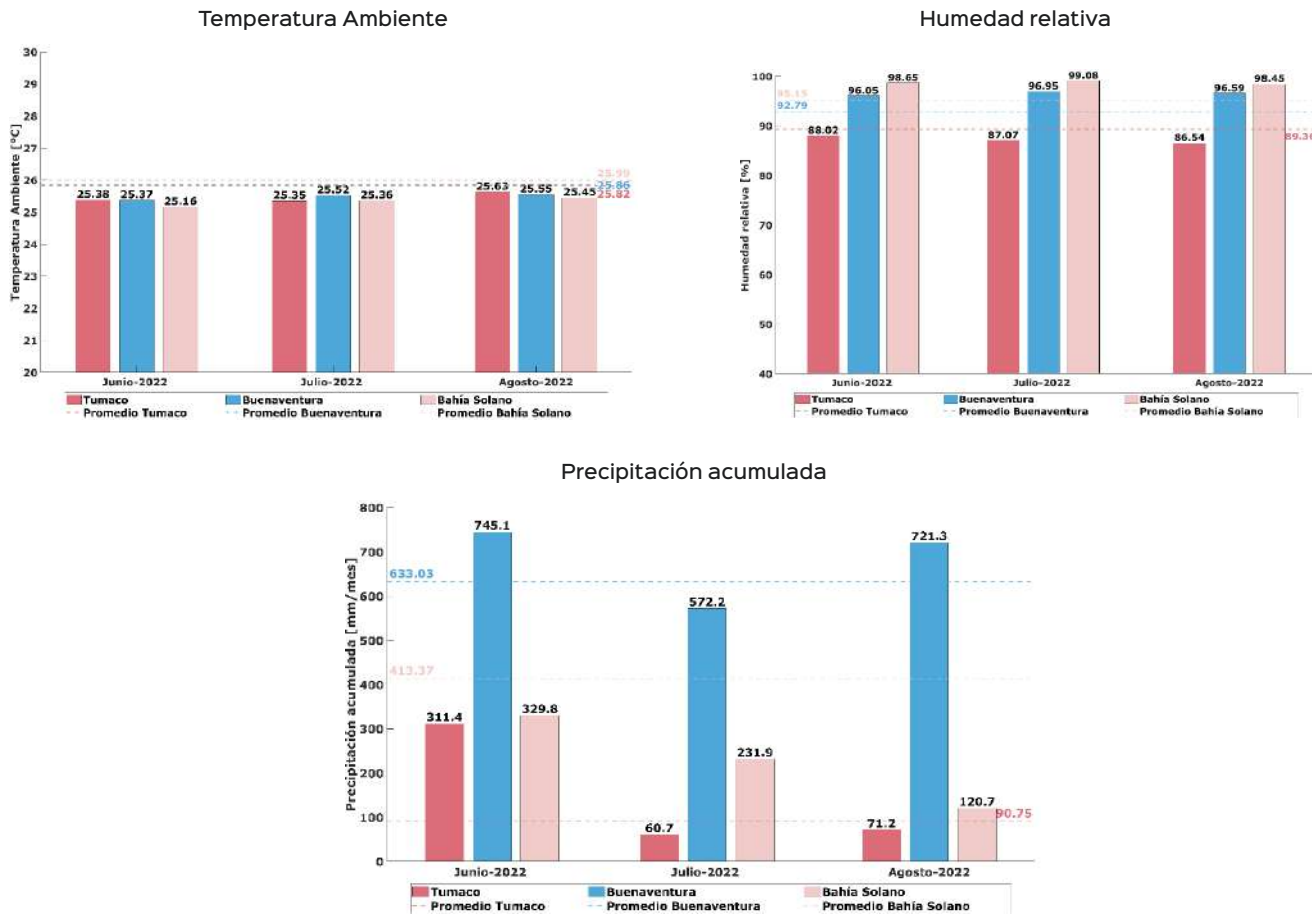 Temperatura Ambiente
Temperatura Ambiente [°C]
30
29
28
27
26
25
24
23
22
21
20
25.38 25.37 25.16
25.35 25.52 25.36
25.63 25.55 25.45
25.99
25.86
25.82
Junio-2022 Julio-2022 Agosto-2022
Tumaco Buenaventura Bahía Solano
Promedio Tumaco Promedio Buenaventura Promedio Bahía Solano
Humedad relativa
Humedad relativa [%]
100
90
80
70
60
50
40
95.15
92.79
88.02 96.05 98.65
87.07 96.95 99.08
86.54 96.59 98.45
89.36
Junio-2022 Julio-2022 Agosto-2022
Tumaco Buenaventura Bahía Solano
Promedio Tumaco Promedio Buenaventura Promedio Bahía Solano
Precipitación acumulada
Precipitación acumulada [mm/mes]
800
700
600
500
400
300
200
100
0
633.03
413.37
311.4 745.1 329.8
60.7 572.2 231.9
71.2 721.3 120.7
90.75
Junio-2022 Julio-2022 Agosto-2022
Tumaco Buenaventura Bahía Solano
Promedio Tumaco Promedio Buenaventura Promedio Bahía Solano